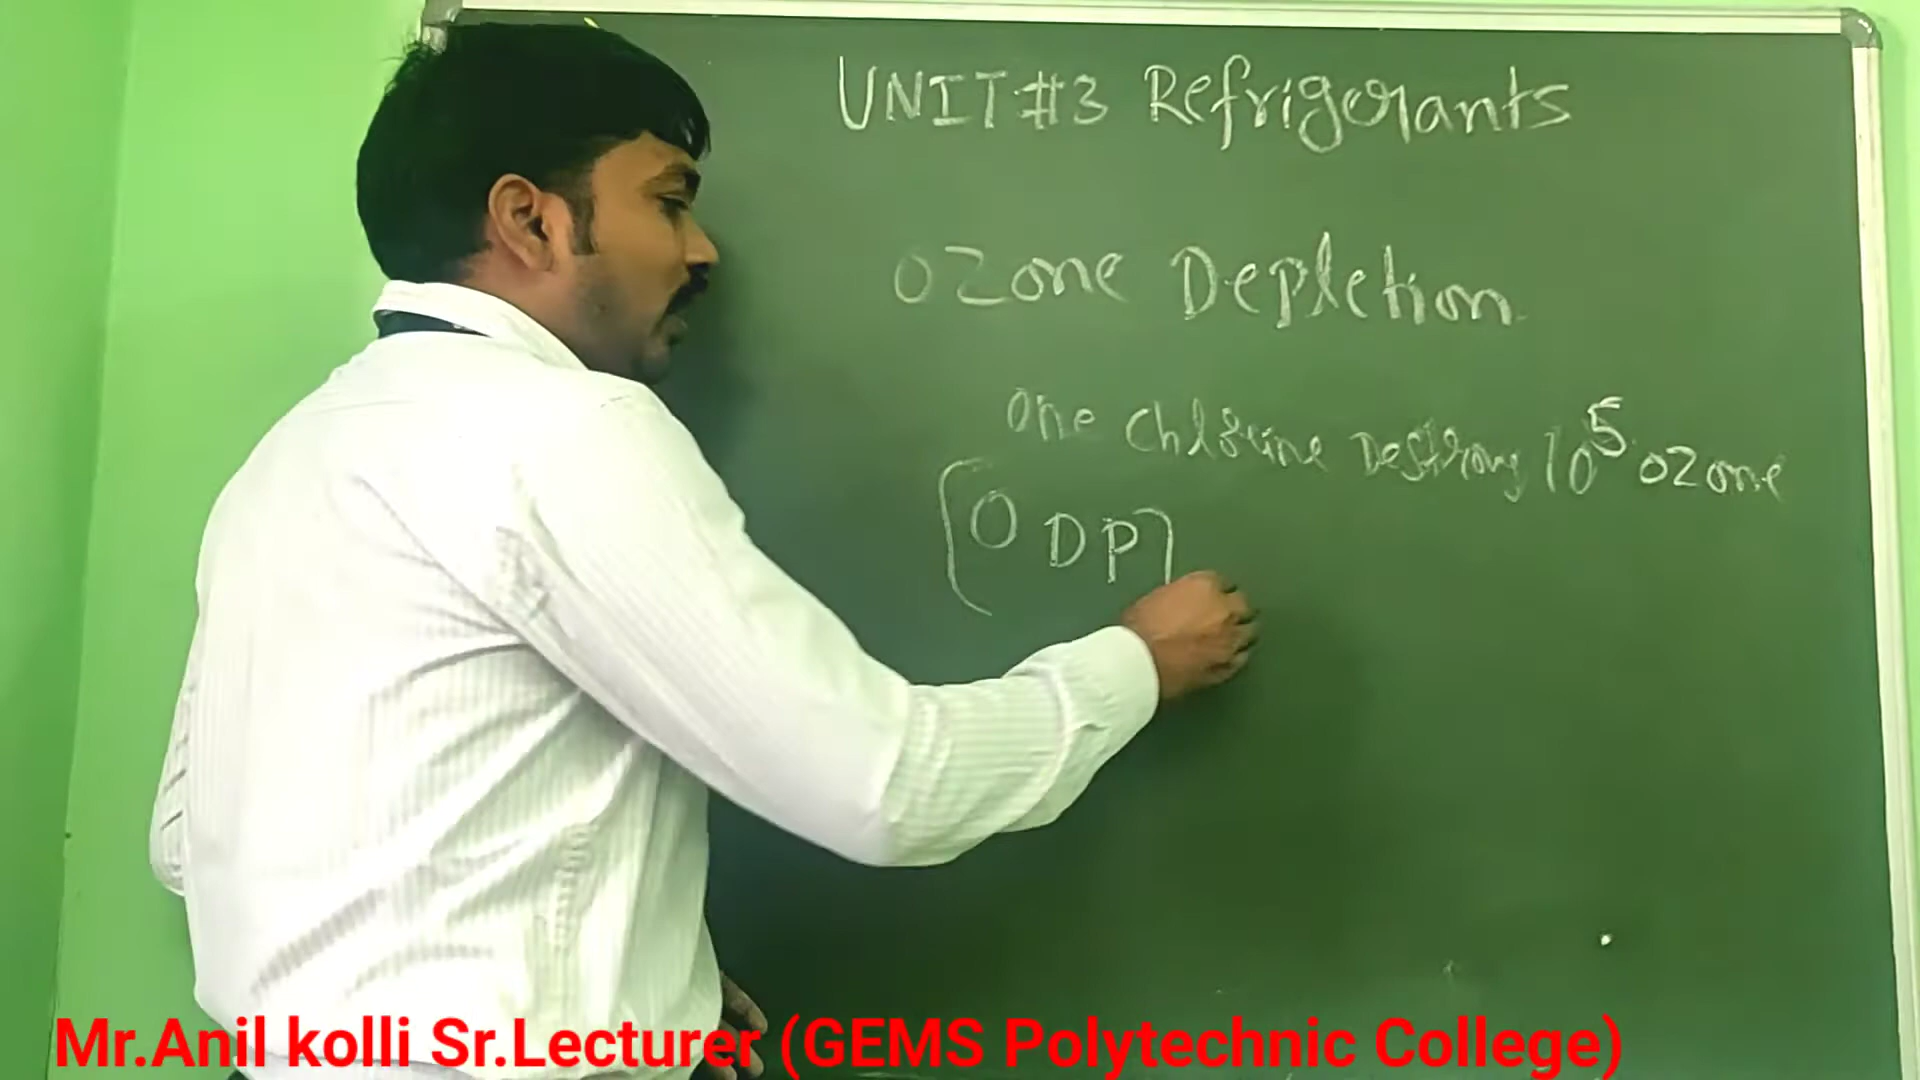 UNIT #3 Refrigerants
Ozone Depletion
One Chlorine Destroy 10⁵ ozone
[ODP]
Mr.Anil kolli Sr.Lecturer (GEMS Polytechnic College)